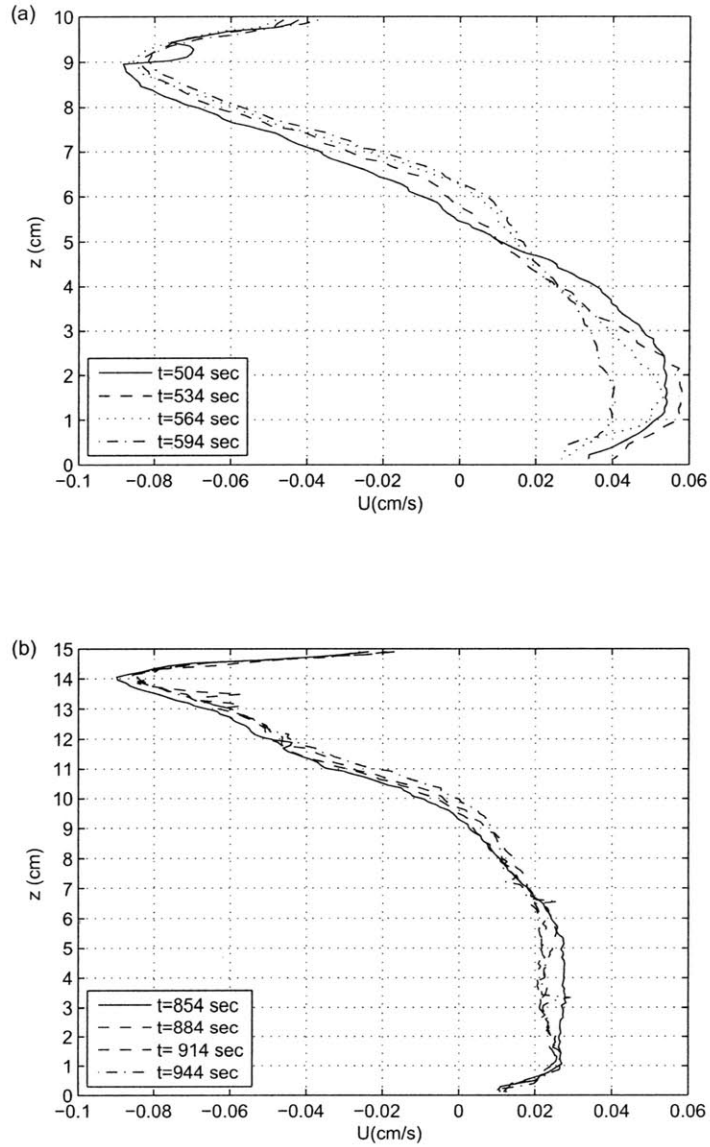 (a)
10
9
8
7
6
5
4
3
2
1
0
z (cm)
t=504 sec
t=534 sec
t=564 sec
t=594 sec
−0.1 −0.08 −0.06 −0.04 −0.02 0 0.02 0.04 0.06
U(cm/s)
(b)
15
14
13
12
11
10
9
8
7
6
5
4
3
2
1
0
z (cm)
t=854 sec
t=884 sec
t= 914 sec
t=944 sec
−0.1 −0.08 −0.06 −0.04 −0.02 0 0.02 0.04 0.06
U(cm/s)